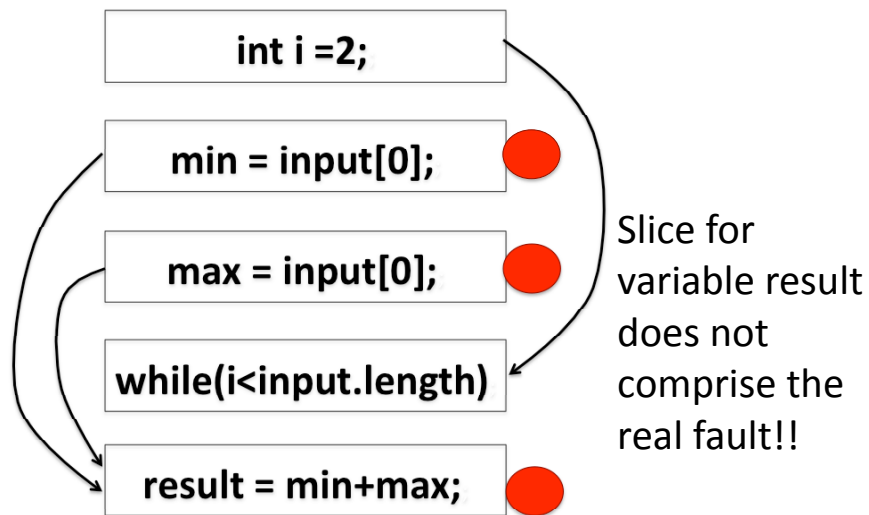 int i =2;
min = input[0];
max = input[0];
while(i<input.length)
result = min+max;
Slice for
variable result
does not
comprise the
real fault!!